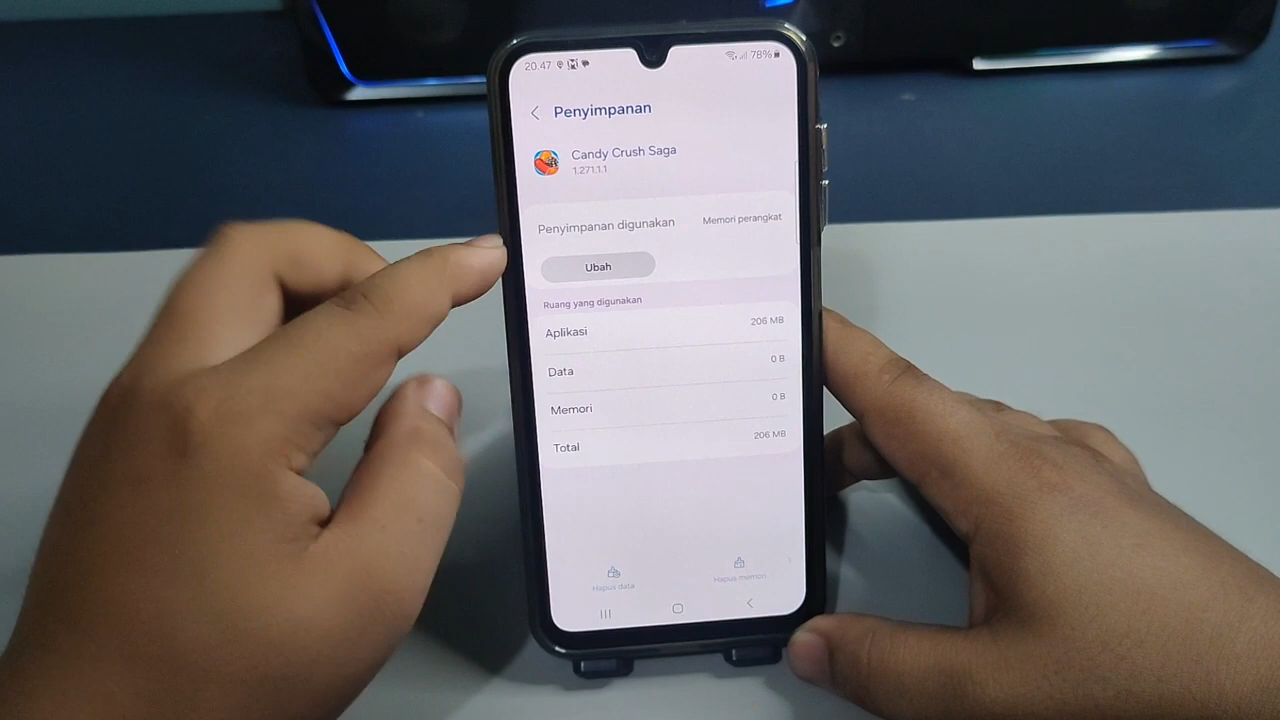 20.47 78%
Penyimpanan
Candy Crush Saga
1.271.1.1
Penyimpanan digunakan Memori perangkat
Ubah
Ruang yang digunakan
Aplikasi 206 MB
Data 0 B
Memori 0 B
Total 206 MB
Hapus data Hapus memori